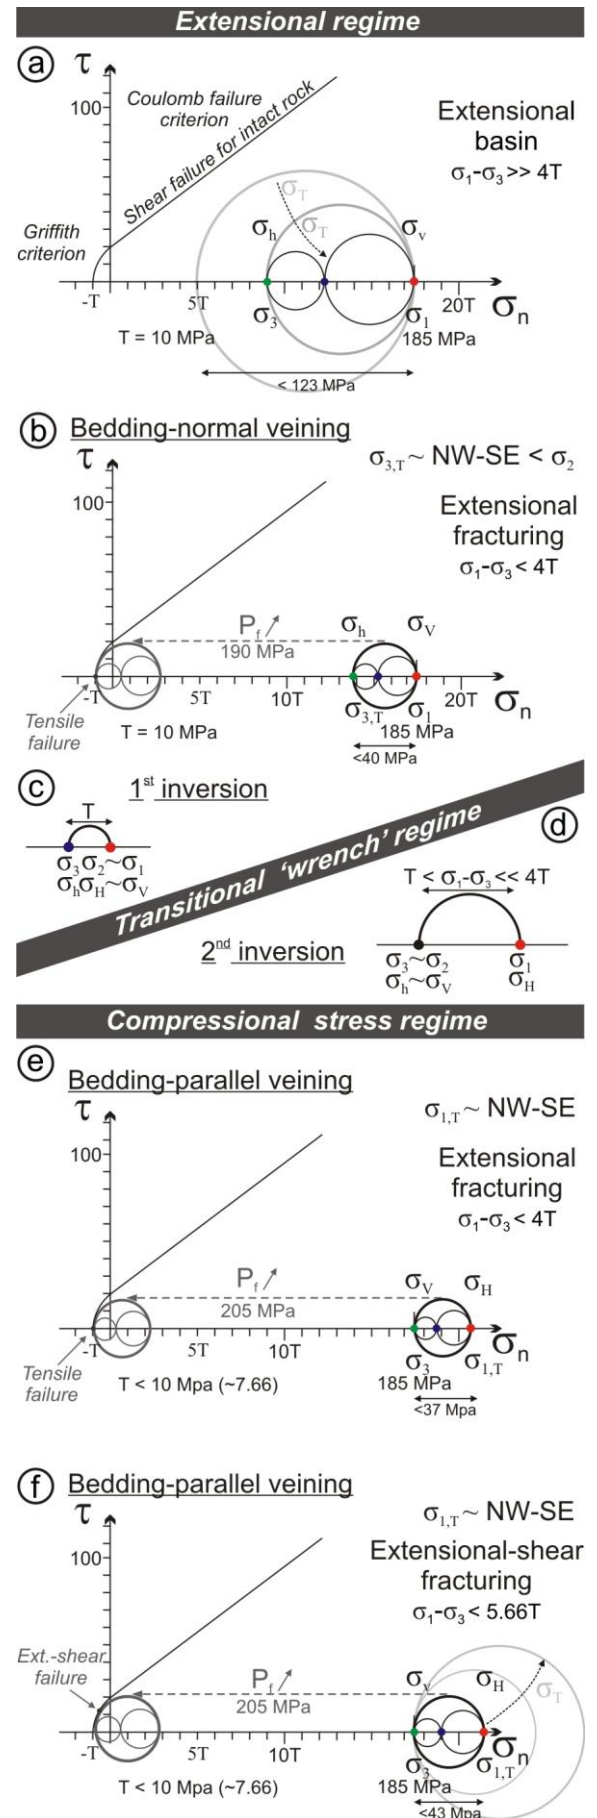 Extensional regime
a
τ
100
Coulomb failure
criterion
Shear failure for intact rock
Griffith
criterion
Extensional
basin
σ1-σ3 >> 4T
σT
σT
σh
σv
-T
5T
20T
σn
σ3
σ1
T = 10 MPa
185 MPa
< 123 MPa
b
Bedding-normal veining
τ
σ3,T ~ NW-SE < σ2
100
Extensional
fracturing
σ1-σ3 < 4T
Pf
190 MPa
σh
σV
-T
5T
10T
20T
σn
Tensile
failure
T = 10 MPa
σ3,T
σ1
185 MPa
<40 MPa
c
1st inversion
T
σ3 σ2~σ1
σh σH~σV
Transitional 'wrench' regime
d
T < σ1-σ3 << 4T
2nd inversion
σ3~σ2
σh~σV
σ1
σH
Compressional stress regime
e
Bedding-parallel veining
τ
σ1,T ~ NW-SE
100
Extensional
fracturing
σ1-σ3 < 4T
Pf
205 MPa
σV
σH
-T
5T
10T
σn
Tensile
failure
T < 10 Mpa (~7.66)
σ3
σ1,T
185 MPa
<37 Mpa
f
Bedding-parallel veining
τ
σ1,T ~ NW-SE
100
Extensional-shear
fracturing
σ1-σ3 < 5.66T
Ext.-shear
failure
Pf
205 MPa
σv
σH
σT
-T
5T
10T
σn
T < 10 Mpa (~7.66)
σ3
σ1,T
185 MPa
<43 Mpa